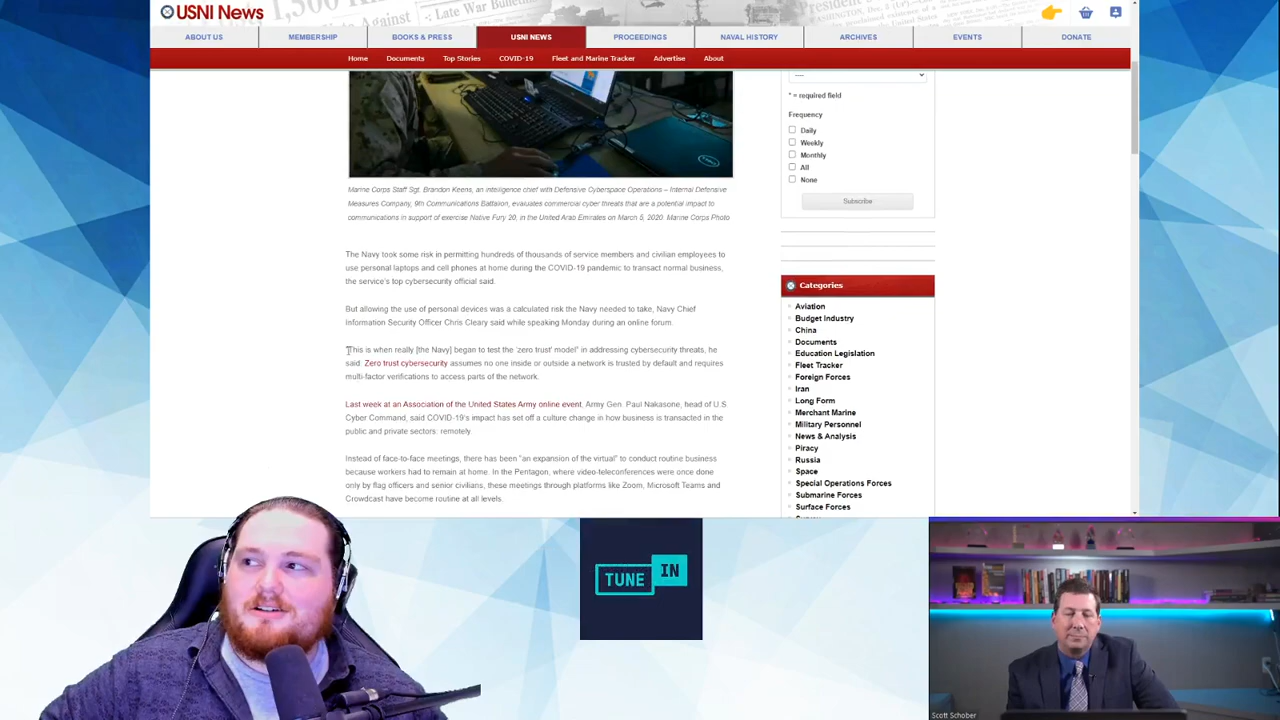 USNI News
ABOUT US
MEMBERSHIP
BOOKS & PRESS
USNI NEWS
PROCEEDINGS
NAVAL HISTORY
ARCHIVES
EVENTS
DONATE
Home
Documents
Top Stories
COVID-19
Fleet and Marine Tracker
Advertise
About
Marine Corps Staff Sgt. Brandon Keens, an intelligence chief with Defensive Cyberspace Operations – Internal Defensive
Measures Company, 9th Communications Battalion, evaluates commercial cyber threats that are a potential impact to
communications in support of exercise Native Fury 20, in the United Arab Emirates on March 5, 2020. Marine Corps Photo
The Navy took some risk in permitting hundreds of thousands of service members and civilian employees to
use personal laptops and cell phones at home during the COVID-19 pandemic to transact normal business,
the service's top cybersecurity official said.
But allowing the use of personal devices was a calculated risk the Navy needed to take, Navy Chief
Information Security Officer Chris Cleary said while speaking Monday during an online forum.
"This is when really [the Navy] began to test the 'zero trust' model" in addressing cybersecurity threats, he
said. Zero trust cybersecurity assumes no one inside or outside a network is trusted by default and requires
multi-factor verifications to access parts of the network.
Last week at an Association of the United States Army online event, Army Gen. Paul Nakasone, head of U.S.
Cyber Command, said COVID-19's impact has set off a culture change in how business is transacted in the
public and private sectors: remotely.
Instead of face-to-face meetings, there has been "an expansion of the virtual" to conduct routine business
because workers had to remain at home. In the Pentagon, where video-teleconferences were once done
only by flag officers and senior civilians, these meetings through platforms like Zoom, Microsoft Teams and
Crowdcast have become routine at all levels.
* = required field
Frequency
Daily
Weekly
Monthly
All
None
Subscribe
Categories
Aviation
Budget Industry
China
Documents
Education Legislation
Fleet Tracker
Foreign Forces
Iran
Long Form
Merchant Marine
Military Personnel
News & Analysis
Piracy
Russia
Space
Special Operations Forces
Submarine Forces
Surface Forces
TUNE IN
Scott Schober